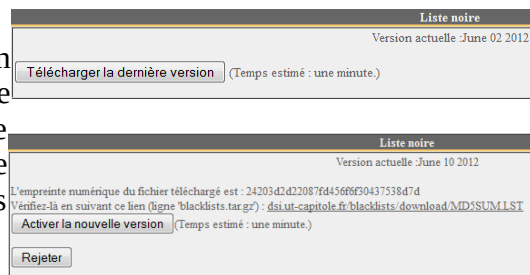 Liste noire
Version actuelle :June 02 2012
Télécharger la dernière version (Temps estimé : une minute.)
Liste noire
Version actuelle :June 10 2012
L'empreinte numérique du fichier téléchargé est : 24203d2d22087fd456f6f30437538d7d
Vérifiez-là en suivant ce lien (ligne 'blacklists.tar.gz') : dsi.ut-capitole.fr/blacklists/download/MD5SUM.LST
Activer la nouvelle version (Temps estimé : une minute.)
Rejeter